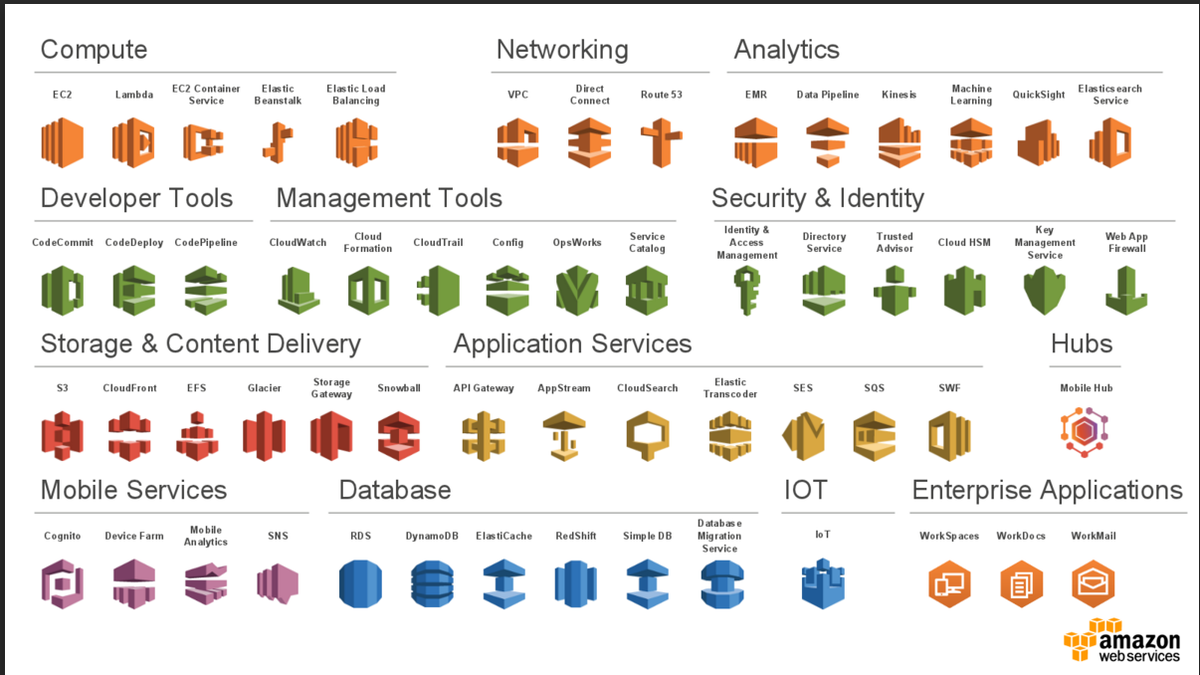 Compute
EC2
Lambda
EC2 Container
Service
Elastic
Beanstalk
Elastic Load
Balancing
Networking
VPC
Direct
Connect
Route 53
Analytics
EMR
Data Pipeline
Kinesis
Machine
Learning
QuickSight
Elasticsearch
Service
Developer Tools
CodeCommit
CodeDeploy
CodePipeline
Management Tools
CloudWatch
Cloud
Formation
CloudTrail
Config
OpsWorks
Service
Catalog
Security & Identity
Identity &
Access
Management
Directory
Service
Trusted
Advisor
Cloud HSM
Key
Management
Service
Web App
Firewall
Storage & Content Delivery
S3
CloudFront
EFS
Glacier
Storage
Gateway
Snowball
Application Services
API Gateway
AppStream
CloudSearch
Elastic
Transcoder
SES
SQS
SWF
Hubs
Mobile Hub
Mobile Services
Cognito
Device Farm
Mobile
Analytics
SNS
Database
RDS
DynamoDB
ElastiCache
RedShift
Simple DB
Database
Migration
Service
IOT
IoT
Enterprise Applications
WorkSpaces
WorkDocs
WorkMail
amazon
webservices